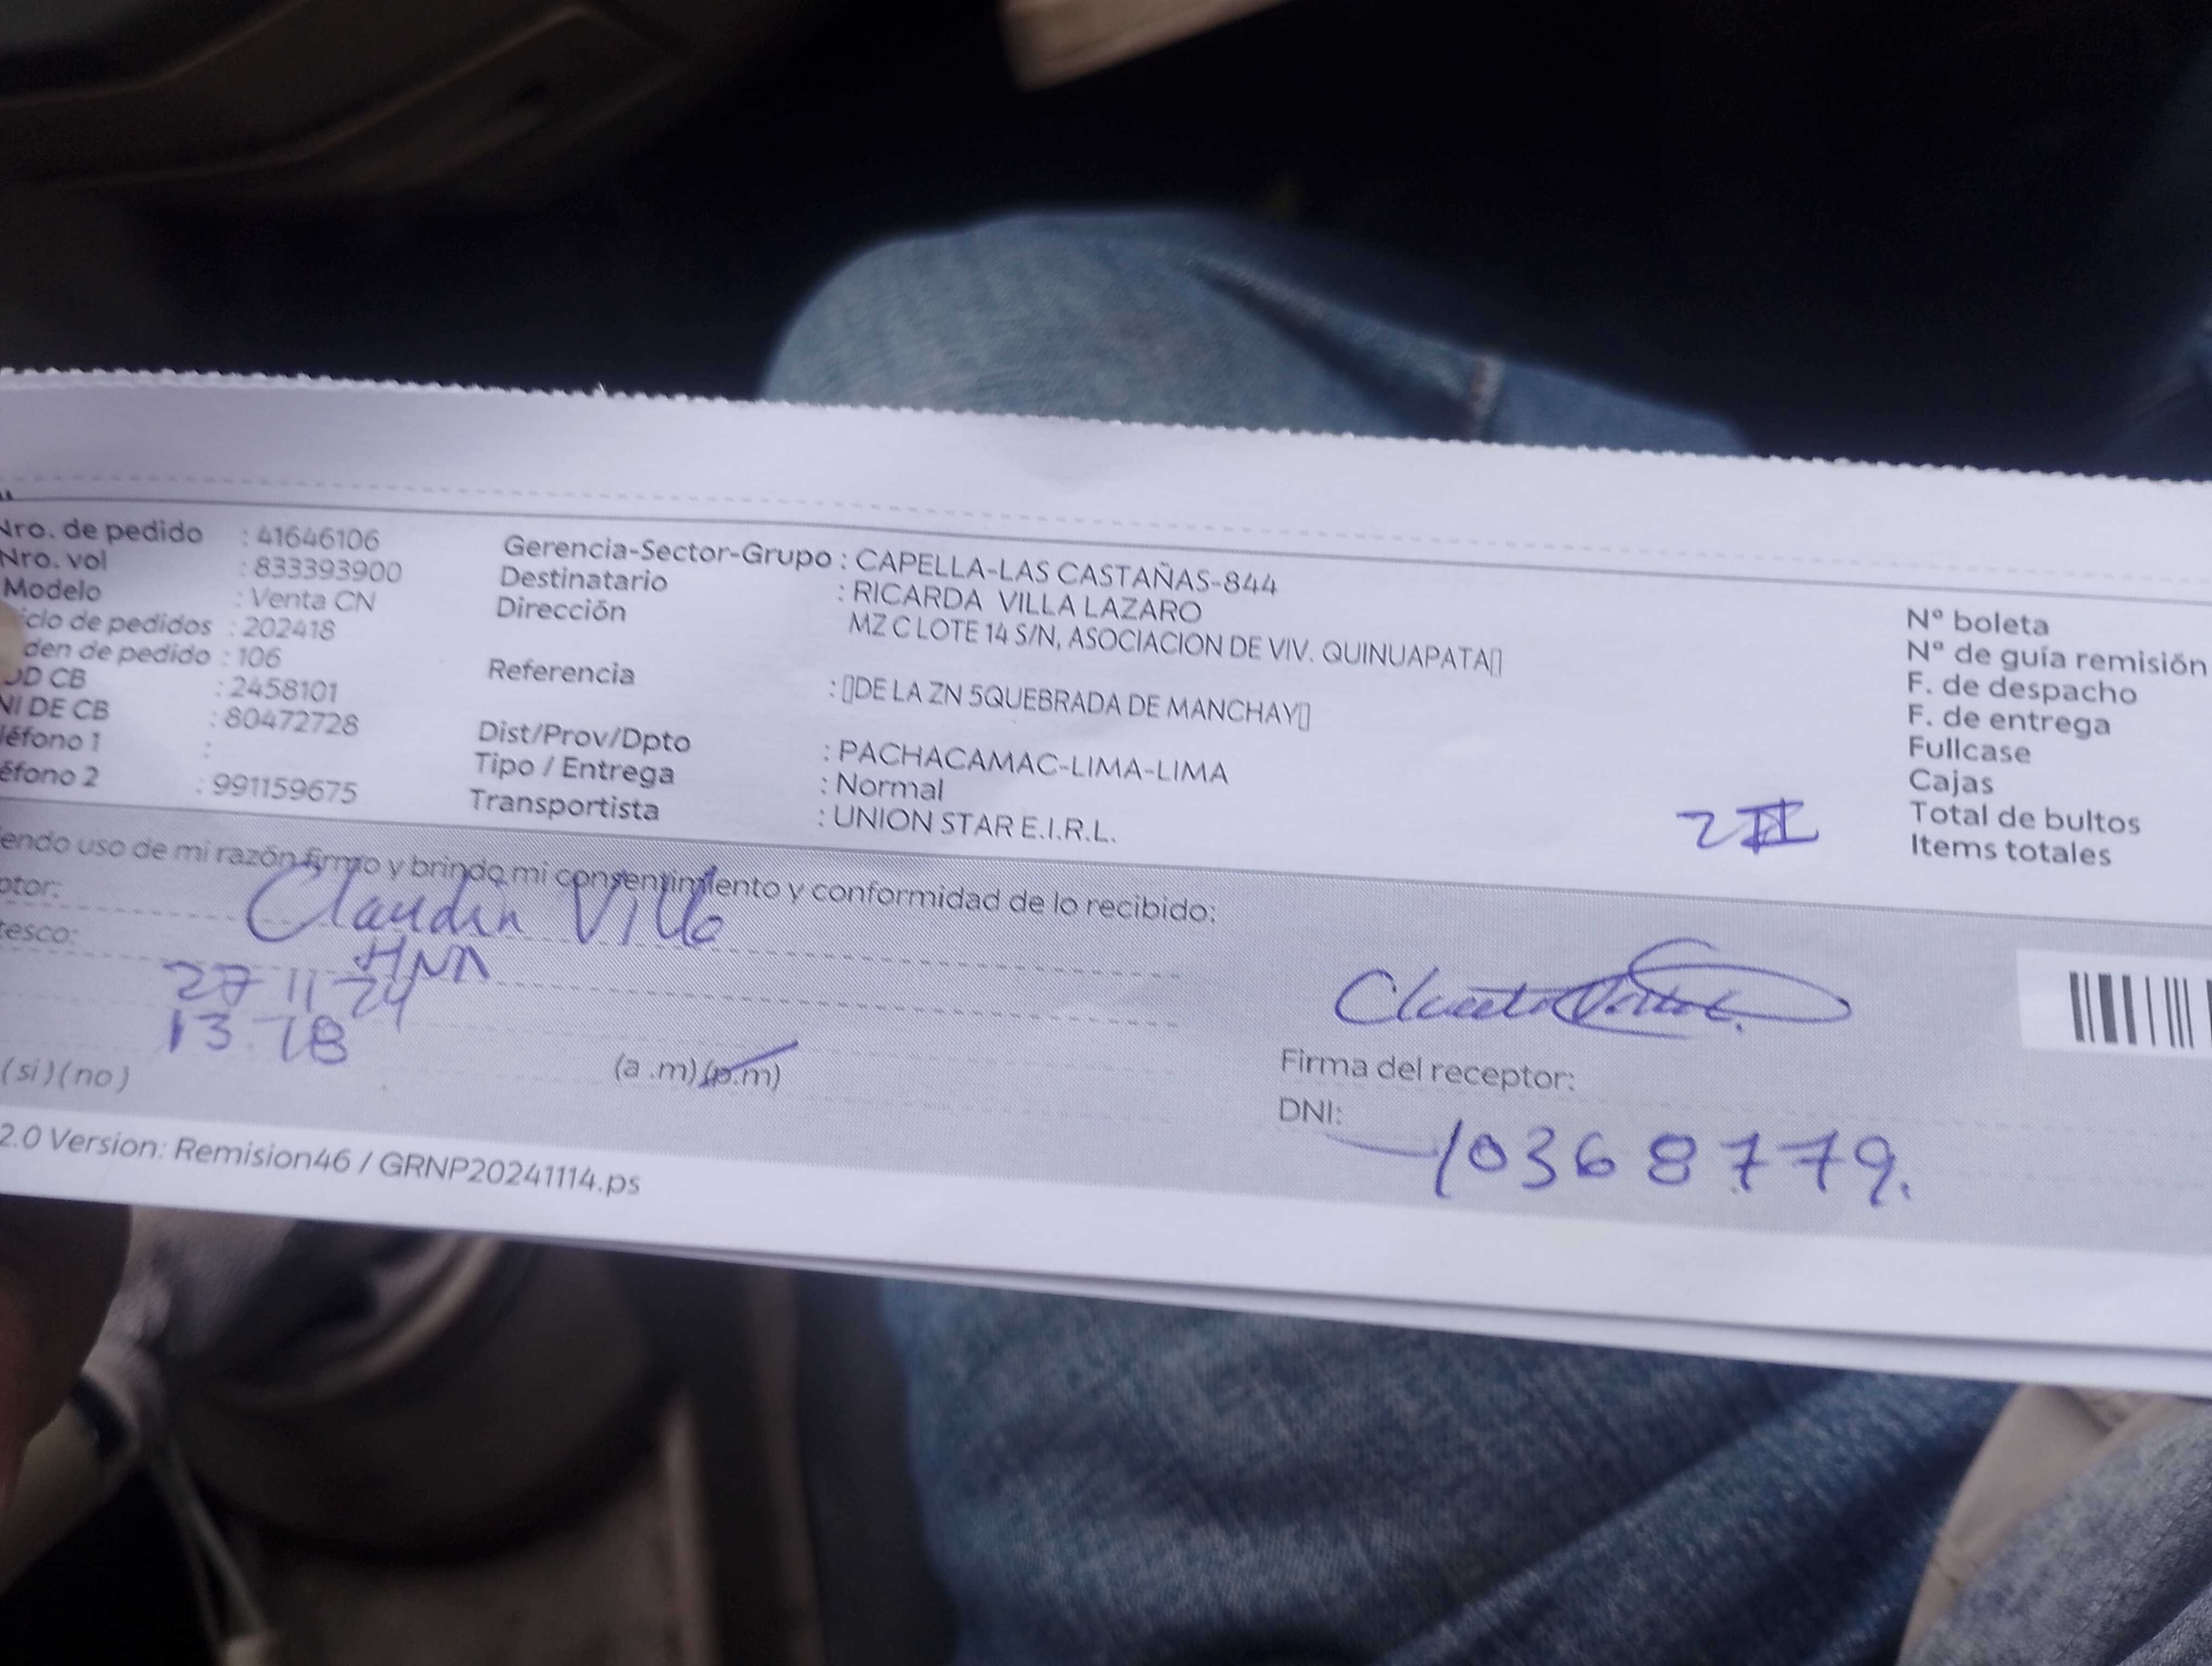 Nro. de pedido : 41646106
Nro. vol : 833393900
Modelo : Venta CN
iclo de pedidos : 202418
den de pedido : 106
OD CB : 2458101
NI DE CB : 80472728
léfono 1 :
éfono 2 : 991159675
Gerencia-Sector-Grupo : CAPELLA-LAS CASTAÑAS-844
Destinatario : RICARDA VILLA LAZARO
Dirección MZ C LOTE 14 S/N, ASOCIACION DE VIV. QUINUAPATA▯
Referencia : ▯DE LA ZN 5QUEBRADA DE MANCHAY▯
Dist/Prov/Dpto : PACHACAMAC-LIMA-LIMA
Tipo / Entrega : Normal
Transportista : UNION STAR E.I.R.L.
Nº boleta
Nº de guía remisión
F. de despacho
F. de entrega
Fullcase
Cajas
Total de bultos
Items totales
2
endo uso de mi razón firmo y brindo mi consentimiento y conformidad de lo recibido:
ptor: Claudia Villa
tesco: HNA
27 11 24
13:18
(si) (no) (a.m) (p.m)
Firma del receptor:
DNI: 10368779.
2.0 Version: Remision46 / GRNP20241114.ps